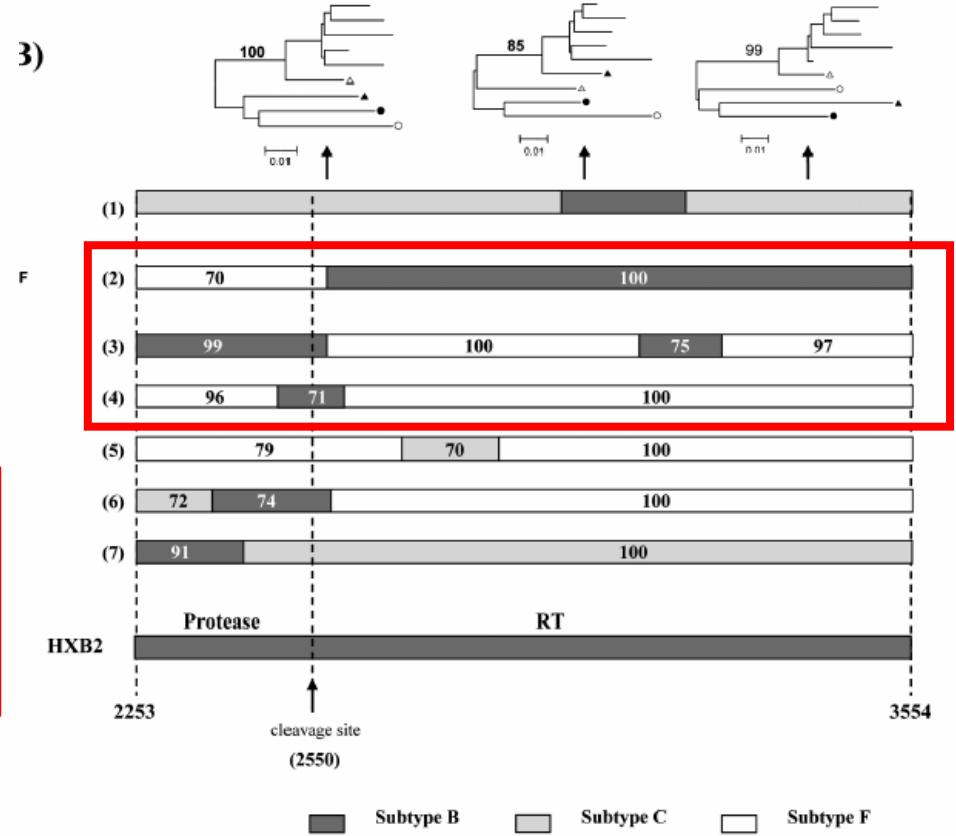 3)
100
85
99
0.01
0.01
0.01
(1)
F
(2) 70 100
(3) 99 100 75 97
(4) 96 71 100
(5) 79 70 100
(6) 72 74 100
(7) 91 100
Protease RT
HXB2
2253 3554
cleavage site
(2550)
Subtype B Subtype C Subtype F